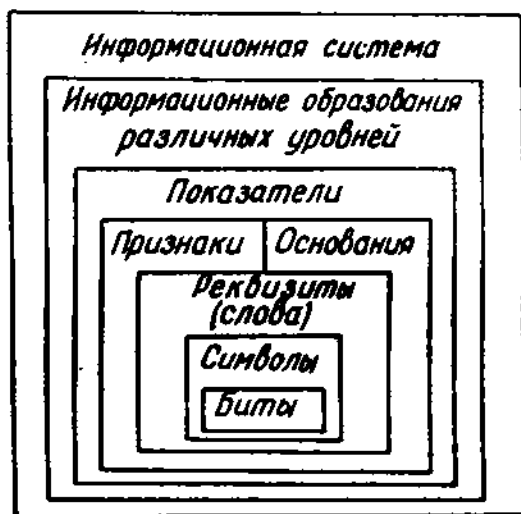 Информационная система
Информационные образования
различных уровней
Показатели
Признаки Основания
Реквизиты
(слова)
Символы
Биты